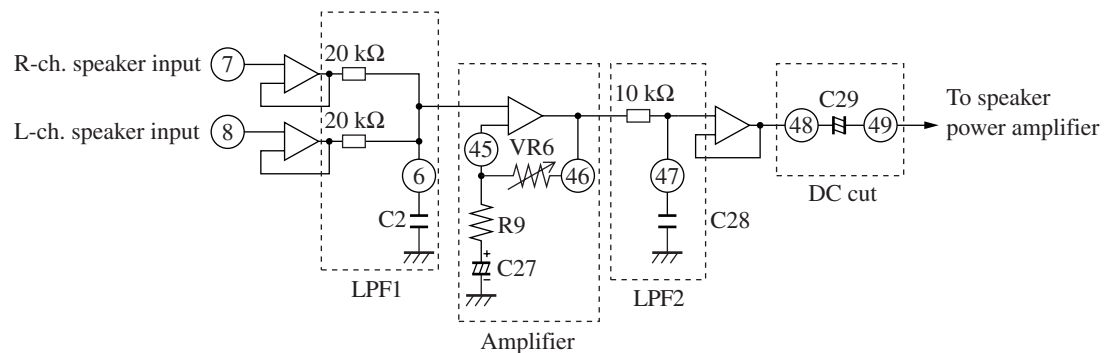 R-ch. speaker input
7
20 kΩ
L-ch. speaker input
8
20 kΩ
6
C2
LPF1
45
VR6
46
R9
+
C27
−
Amplifier
10 kΩ
47
C28
LPF2
48
C29
49
DC cut
To speaker
power amplifier